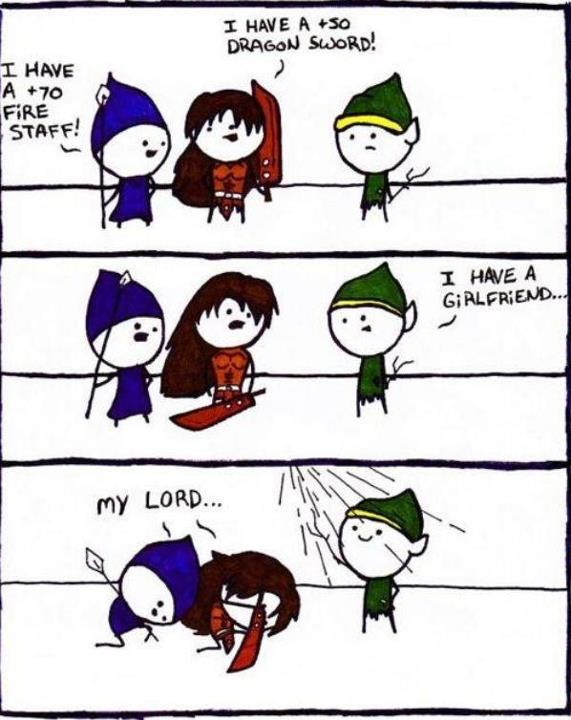 I HAVE
A +70
FIRE
STAFF!
I HAVE A +50
DRAGON SWORD!
I HAVE A
GIRLFRIEND...
MY LORD...